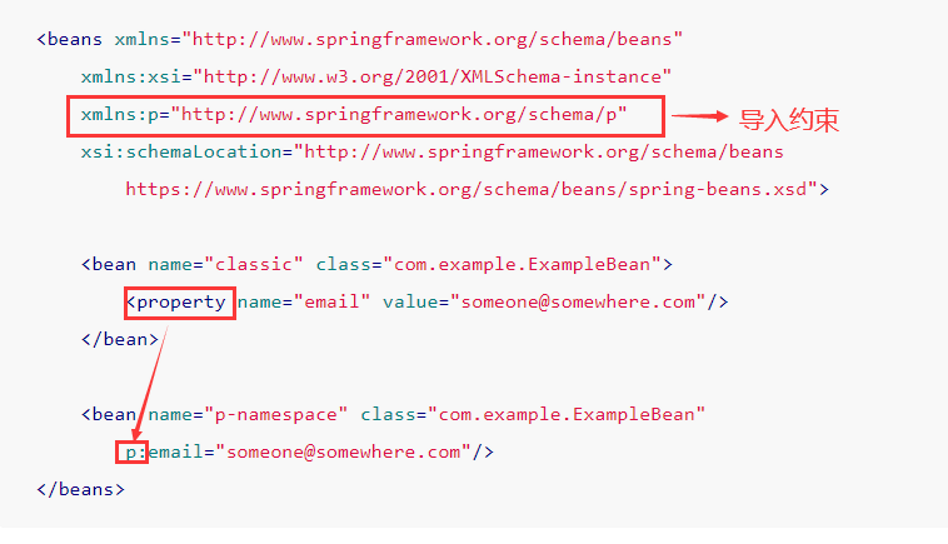 <beans xmlns="http://www.springframework.org/schema/beans"
xmlns:xsi="http://www.w3.org/2001/XMLSchema-instance"
xmlns:p="http://www.springframework.org/schema/p" 导入约束
xsi:schemaLocation="http://www.springframework.org/schema/beans
https://www.springframework.org/schema/beans/spring-beans.xsd">
<bean name="classic" class="com.example.ExampleBean">
<property name="email" value="someone@somewhere.com"/>
</bean>
<bean name="p-namespace" class="com.example.ExampleBean"
p:email="someone@somewhere.com"/>
</beans>